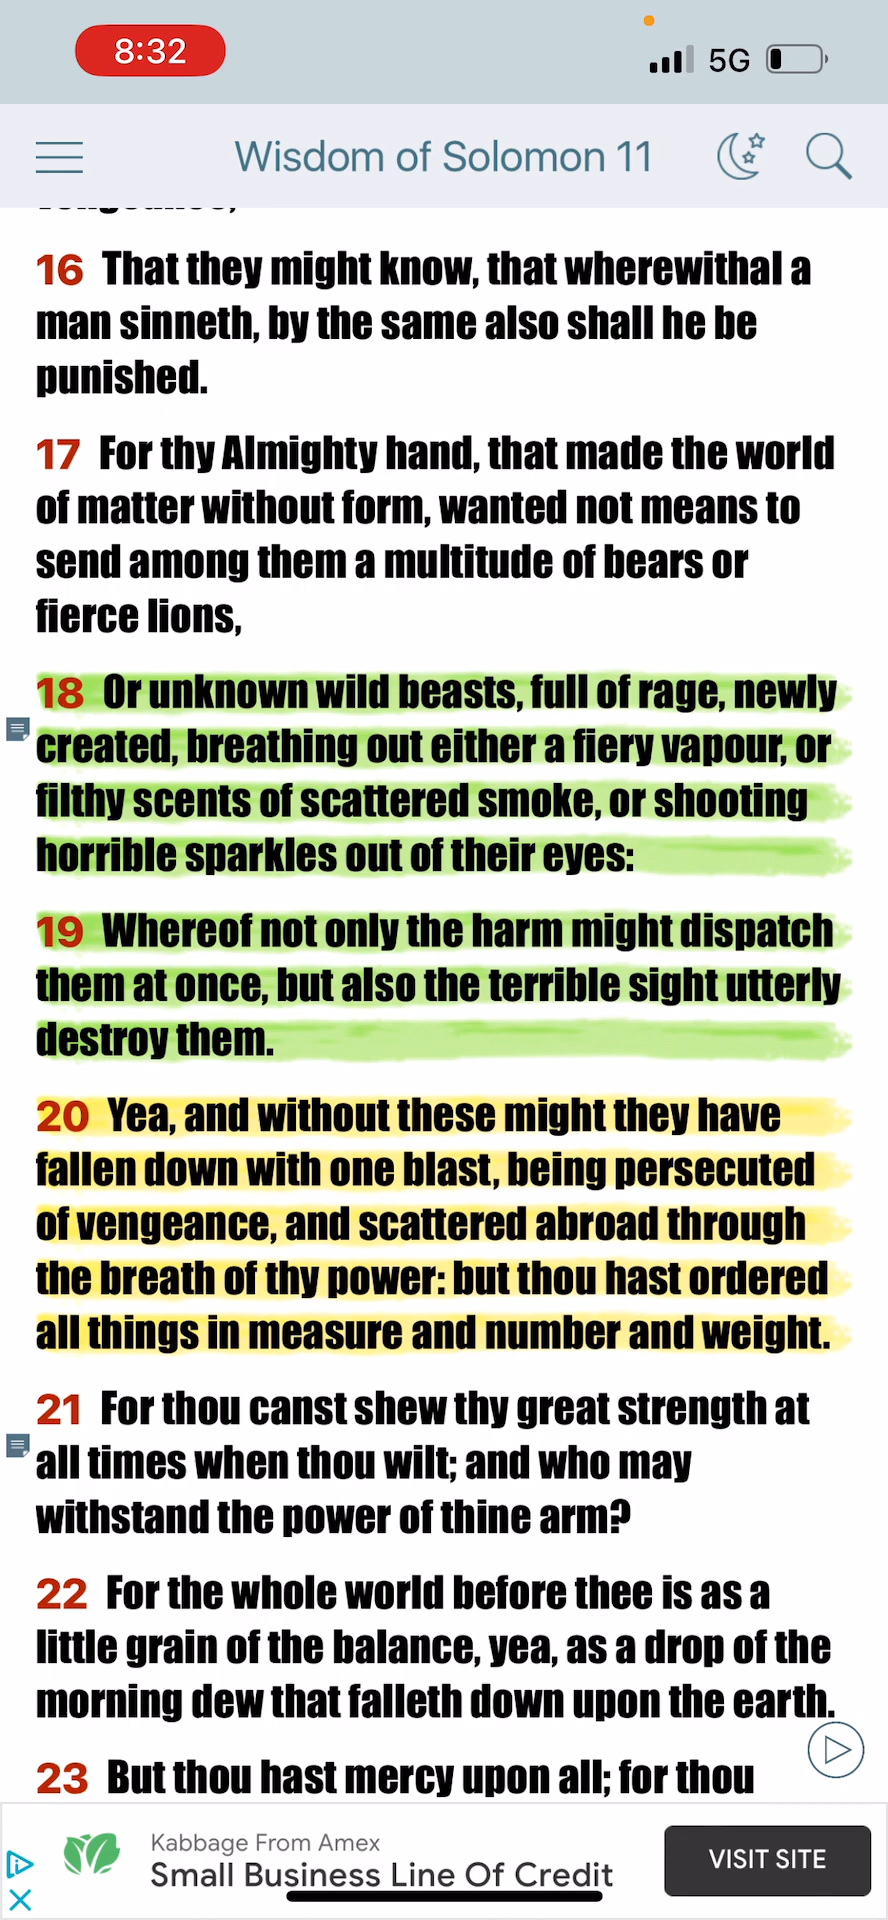 8:32
5G
Wisdom of Solomon 11
16 That they might know, that wherewithal a
man sinneth, by the same also shall he be
punished.
17 For thy Almighty hand, that made the world
of matter without form, wanted not means to
send among them a multitude of bears or
fierce lions,
18 Or unknown wild beasts, full of rage, newly
created, breathing out either a fiery vapour, or
filthy scents of scattered smoke, or shooting
horrible sparkles out of their eyes:
19 Whereof not only the harm might dispatch
them at once, but also the terrible sight utterly
destroy them.
20 Yea, and without these might they have
fallen down with one blast, being persecuted
of vengeance, and scattered abroad through
the breath of thy power: but thou hast ordered
all things in measure and number and weight.
21 For thou canst shew thy great strength at
all times when thou wilt; and who may
withstand the power of thine arm?
22 For the whole world before thee is as a
little grain of the balance, yea, as a drop of the
morning dew that falleth down upon the earth.
23 But thou hast mercy upon all; for thou
Kabbage From Amex
Small Business Line Of Credit
VISIT SITE